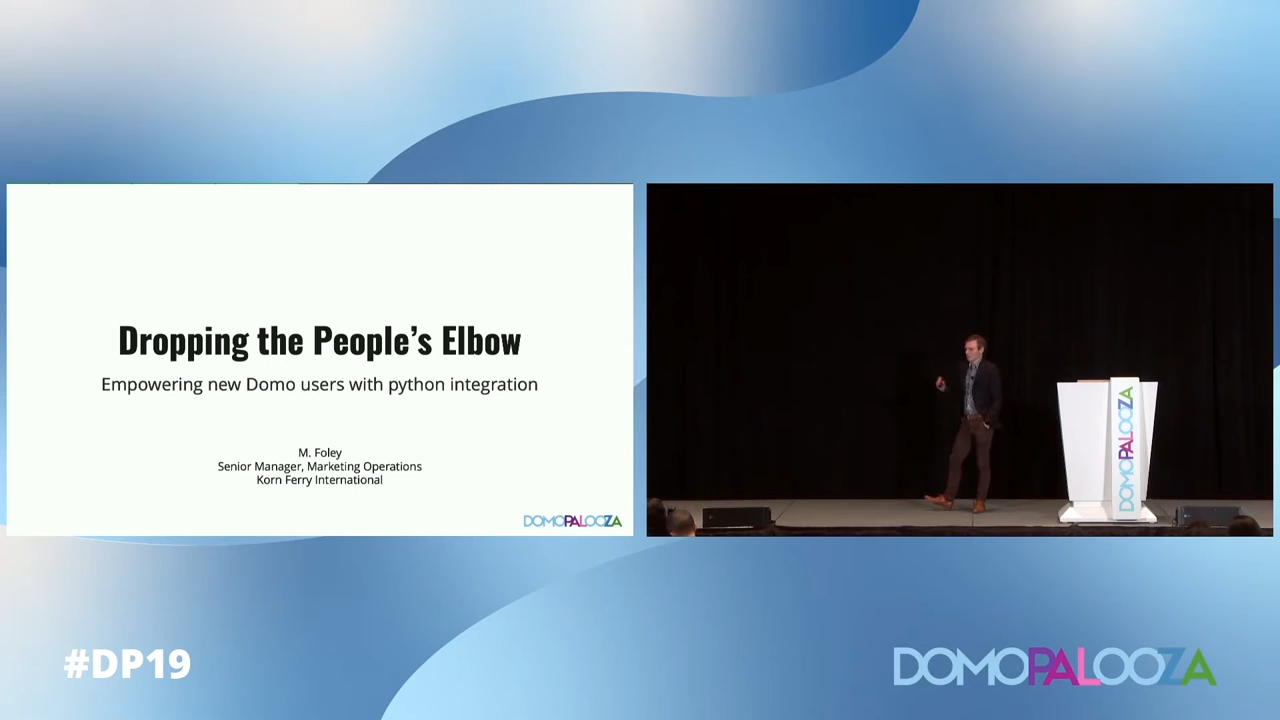 Dropping the People's Elbow
Empowering new Domo users with python integration
M. Foley
Senior Manager, Marketing Operations
Korn Ferry International
DOMOPALOOZA
DOMOPALOOZA
#DP19
DOMOPALOOZA